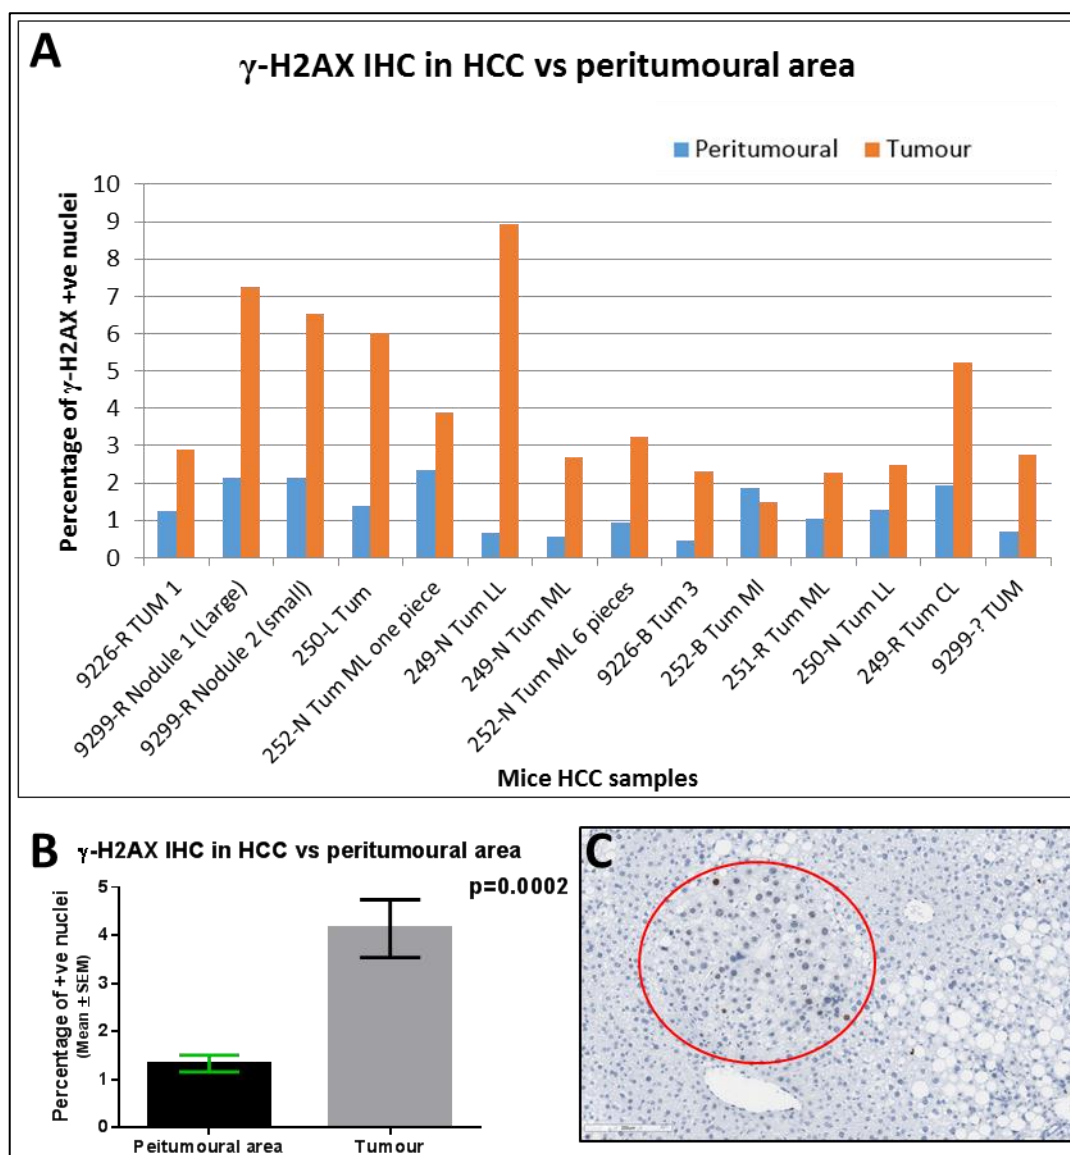 A
γ-H2AX IHC in HCC vs peritumoural area
Peritumoural
Tumour
Percentage of γ-H2AX +ve nuclei
10
9
8
7
6
5
4
3
2
1
0
9226-R TUM 1
9299-R Nodule 1 (Large)
9299-R Nodule 2 (small)
250-L Tum
252-N Tum ML one piece
249-N Tum LL
249-N Tum ML
252-N Tum ML 6 pieces
9226-B Tum 3
252-B Tum Ml
251-R Tum ML
250-N Tum LL
249-R Tum CL
9299-? TUM
Mice HCC samples
B
γ-H2AX IHC in HCC vs peritumoural area
p=0.0002
Percentage of +ve nuclei
(Mean ± SEM)
5
4
3
2
1
0
Peitumoural area
Tumour
C